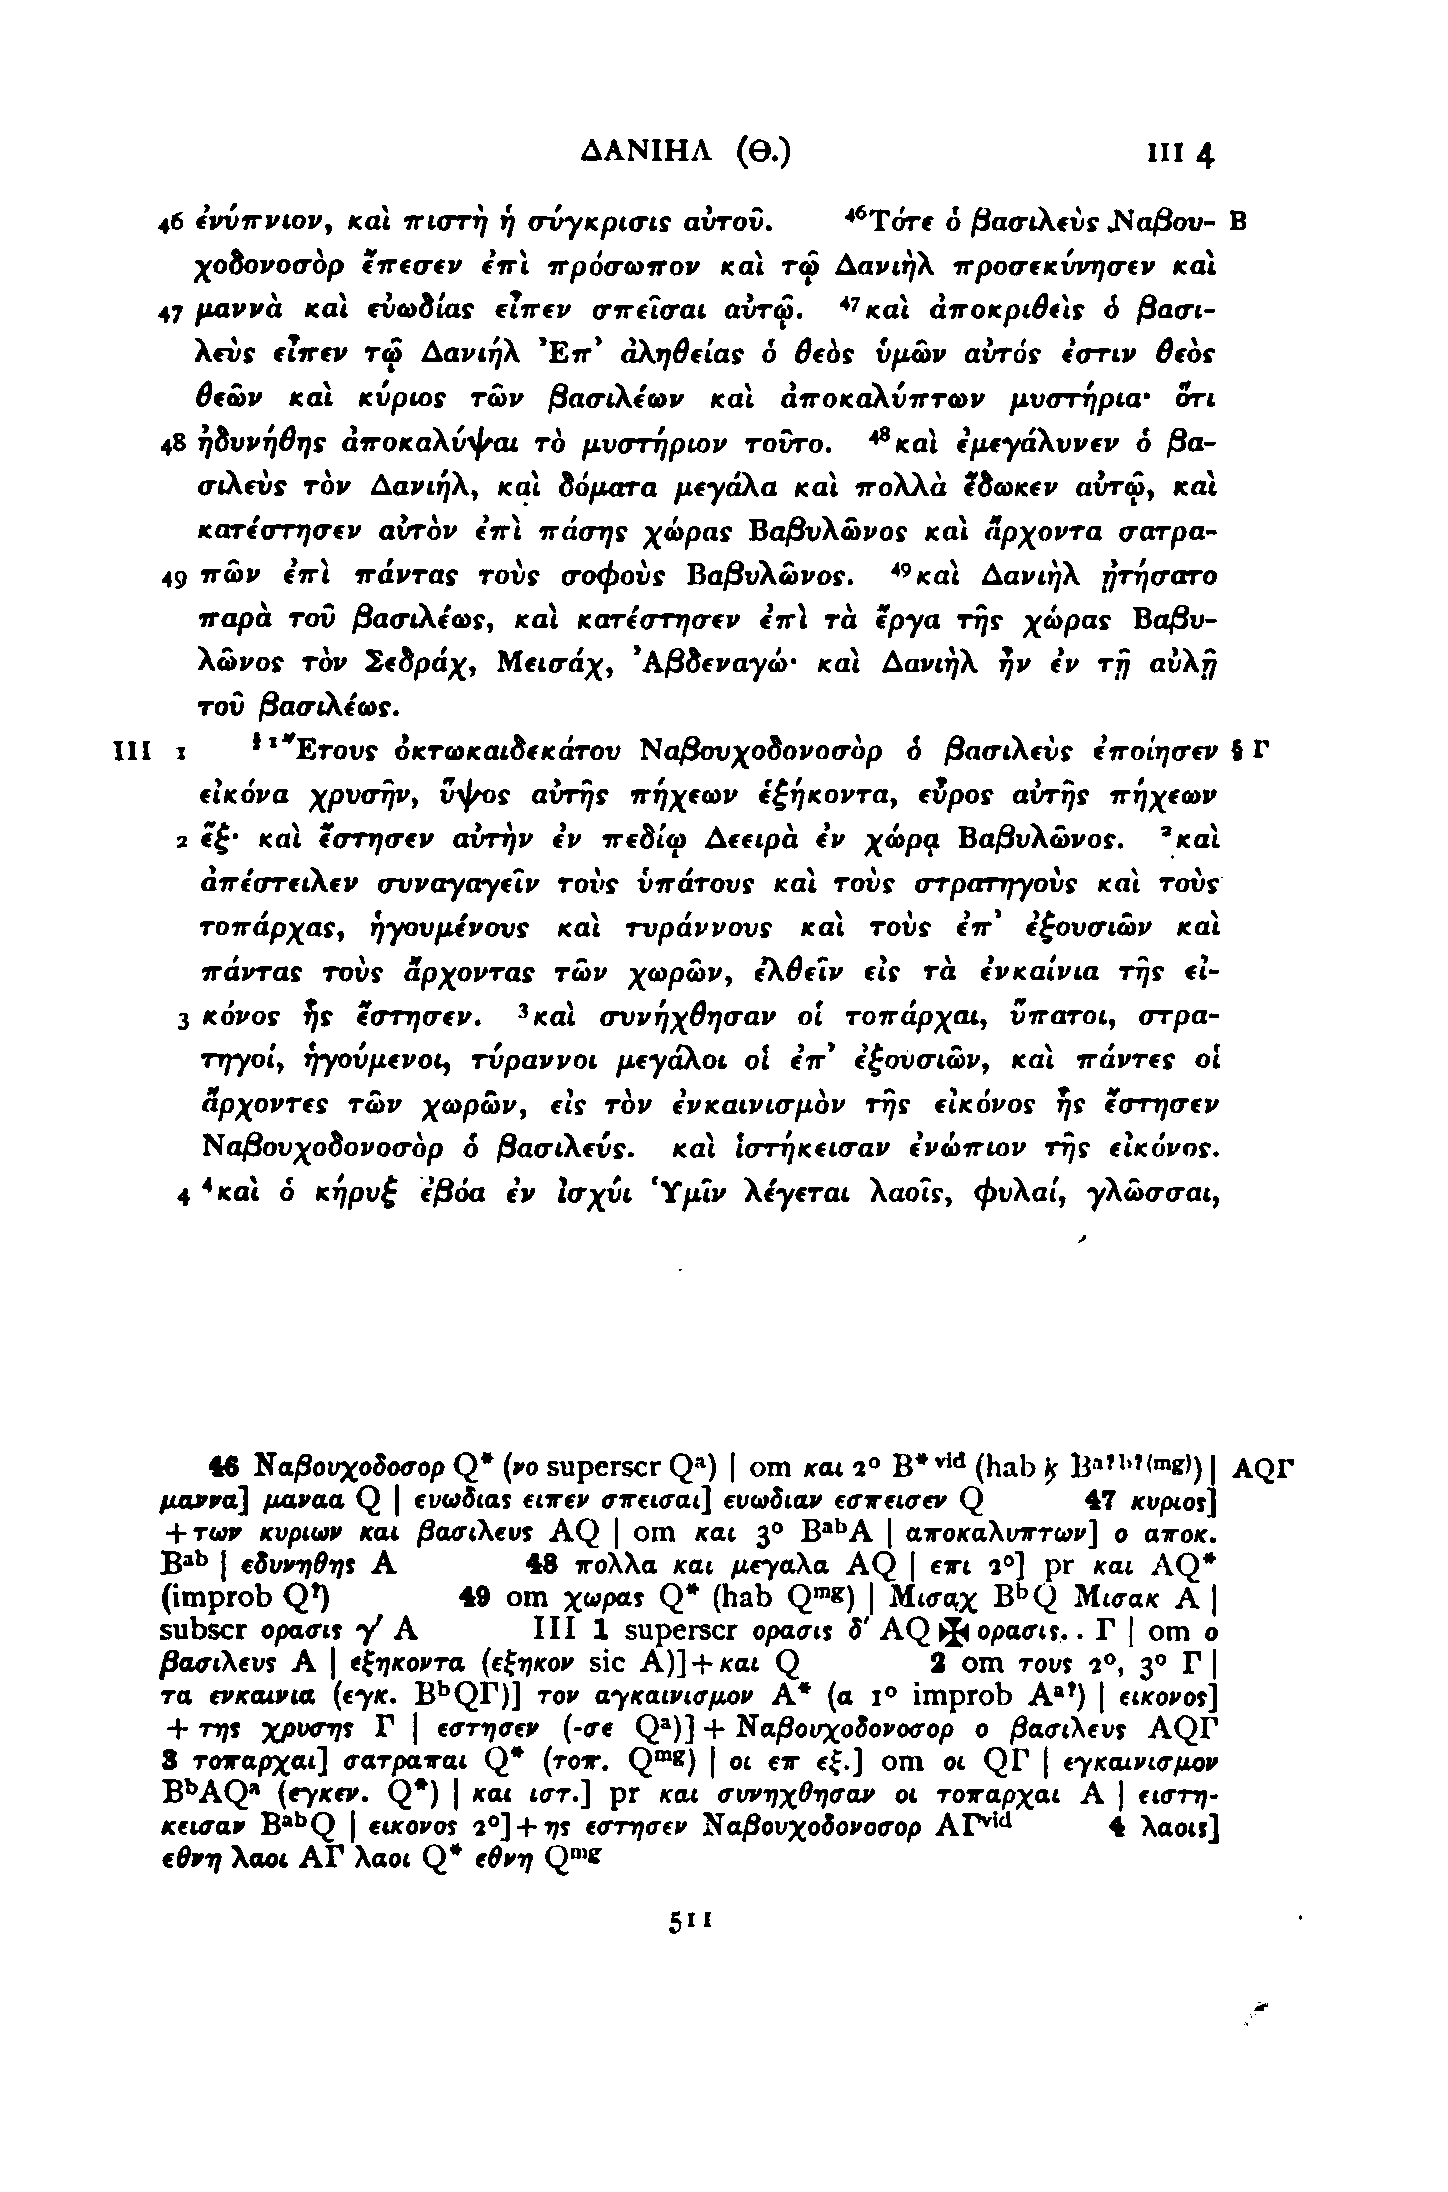 ΔΑΝΙΗΛ (Θ.) III 4
46 ἐνύπνιον, καὶ πιστὴ ἡ σύγκρισις αὐτοῦ. ⁴⁶Τότε ὁ βασιλεὺς Ναβου- B
χοδονοσὸρ ἔπεσεν ἐπὶ πρόσωπον καὶ τῷ Δανιὴλ προσεκύνησεν καὶ
47 μαννὰ καὶ εὐωδίας εἶπεν σπεῖσαι αὐτῷ. ⁴⁷καὶ ἀποκριθεὶς ὁ βασι-
λεὺς εἶπεν τῷ Δανιήλ Ἐπ᾽ ἀληθείας ὁ θεὸς ὑμῶν αὐτός ἐστιν θεὸς
θεῶν καὶ κύριος τῶν βασιλέων καὶ ἀποκαλύπτων μυστήρια· ὅτι
48 ἠδυνήθης ἀποκαλύψαι τὸ μυστήριον τοῦτο. ⁴⁸καὶ ἐμεγάλυνεν ὁ βα-
σιλεὺς τὸν Δανιήλ, καὶ δόματα μεγάλα καὶ πολλὰ ἔδωκεν αὐτῷ, καὶ
κατέστησεν αὐτὸν ἐπὶ πάσης χώρας Βαβυλῶνος καὶ ἄρχοντα σατρα-
49 πῶν ἐπὶ πάντας τοὺς σοφοὺς Βαβυλῶνος. ⁴⁹καὶ Δανιὴλ ᾐτήσατο
παρὰ τοῦ βασιλέως, καὶ κατέστησεν ἐπὶ τὰ ἔργα τῆς χώρας Βαβυ-
λῶνος τὸν Σεδράχ, Μεισάχ, Ἀβδεναγώ· καὶ Δανιὴλ ἦν ἐν τῇ αὐλῇ
τοῦ βασιλέως.
III 1 §¹Ἔτους ὀκτωκαιδεκάτου Ναβουχοδονοσὸρ ὁ βασιλεὺς ἐποίησεν § Γ
εἰκόνα χρυσῆν, ὕψος αὐτῆς πήχεων ἑξήκοντα, εὖρος αὐτῆς πήχεων
2 ἕξ· καὶ ἔστησεν αὐτὴν ἐν πεδίῳ Δεειρὰ ἐν χώρᾳ Βαβυλῶνος. ²καὶ
ἀπέστειλεν συναγαγεῖν τοὺς ὑπάτους καὶ τοὺς στρατηγοὺς καὶ τοὺς
τοπάρχας, ἡγουμένους καὶ τυράννους καὶ τοὺς ἐπ᾽ ἐξουσιῶν καὶ
πάντας τοὺς ἄρχοντας τῶν χωρῶν, ἐλθεῖν εἰς τὰ ἐνκαίνια τῆς εἰ-
3 κόνος ἧς ἔστησεν. ³καὶ συνήχθησαν οἱ τοπάρχαι, ὕπατοι, στρα-
τηγοί, ἡγούμενοι, τύραννοι μεγάλοι οἱ ἐπ᾽ ἐξουσιῶν, καὶ πάντες οἱ
ἄρχοντες τῶν χωρῶν, εἰς τὸν ἐνκαινισμὸν τῆς εἰκόνος ἧς ἔστησεν
Ναβουχοδονοσὸρ ὁ βασιλεύς. καὶ ἱστήκεισαν ἐνώπιον τῆς εἰκόνος.
4 ⁴καὶ ὁ κήρυξ ἐβόα ἐν ἰσχύι Ὑμῖν λέγεται λαοῖς, φυλαί, γλῶσσαι,
46 Ναβουχοδοσορ Q* (νο superscr Qᵃ) | om και 2° B*ᵛⁱᵈ (hab ϗ Bᵃ?ᵇ?⁽ᵐᵍ⁾) | AQΓ
μαννα] μαναα Q | ευωδιας ειπεν σπεισαι] ευωδιαν εσπεισεν Q 47 κυριος]
+ των κυριων και βασιλευς AQ | om και 3° BᵃᵇA | αποκαλυπτων] ο αποκ.
Bᵃᵇ | εδυνηθης A 48 πολλα και μεγαλα AQ | επι 2°] pr και AQ*
(improb Q?) 49 om χωρας Q* (hab Qᵐᵍ) | Μισαχ BᵇQ Μισακ A |
subscr ορασις γ′ A III 1 superscr ορασις δ′ AQ ✠ ορασις.. Γ | om ο
βασιλευς A | εξηκοντα (εξηκον sic A)] + και Q 2 om τους 2°, 3° Γ |
τα ενκαινια (εγκ. BᵇQΓ)] τον αγκαινισμον A* (α 1° improb Aᵃ?) | εικονος]
+ της χρυσης Γ | εστησεν (-σε Qᵃ)] + Ναβουχοδονοσορ ο βασιλευς AQΓ
3 τοπαρχαι] σατραπαι Q* (τοπ. Qᵐᵍ) | οι επ εξ.] om οι QΓ | εγκαινισμον
BᵇAQᵃ (εγκεν. Q*) | και ιστ.] pr και συνηχθησαν οι τοπαρχαι A | ειστη-
κεισαν BᵃᵇQ | εικονος 2°] + ης εστησεν Ναβουχοδονοσορ AΓᵛⁱᵈ 4 λαοις]
εθνη λαοι AΓ λαοι Q* εθνη Qᵐᵍ
511